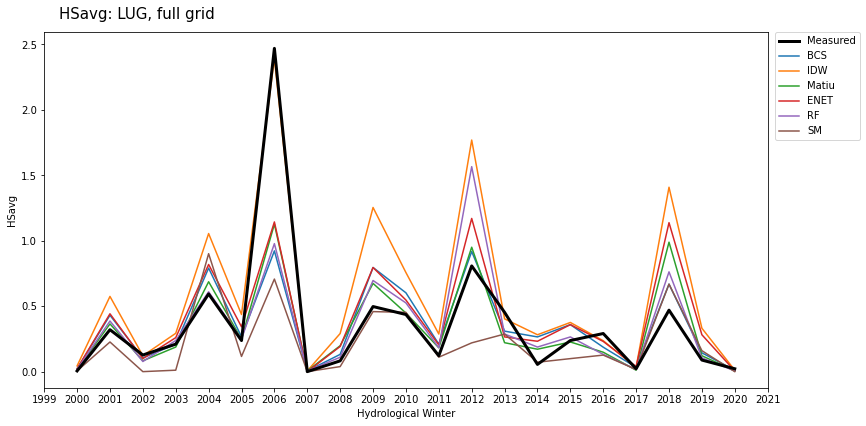 HSavg: LUG, full grid
2.5
2.0
1.5
1.0
0.5
0.0
HSavg
1999 2000 2001 2002 2003 2004 2005 2006 2007 2008 2009 2010 2011 2012 2013 2014 2015 2016 2017 2018 2019 2020 2021
Hydrological Winter
Measured
BCS
IDW
Matiu
ENET
RF
SM